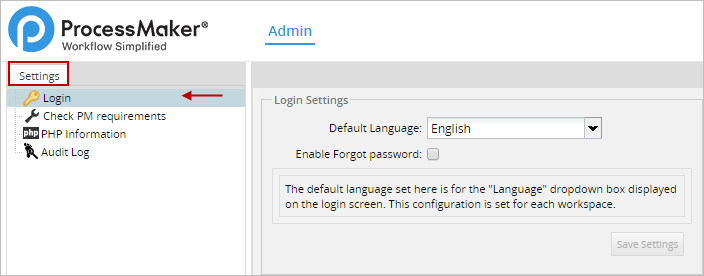 ProcessMaker®
Workflow Simplified
Admin
Settings
Login
Check PM requirements
php PHP Information
Audit Log
Login Settings
Default Language: English
Enable Forgot password:
The default language set here is for the "Language" dropdown box displayed
on the login screen. This configuration is set for each workspace.
Save Settings